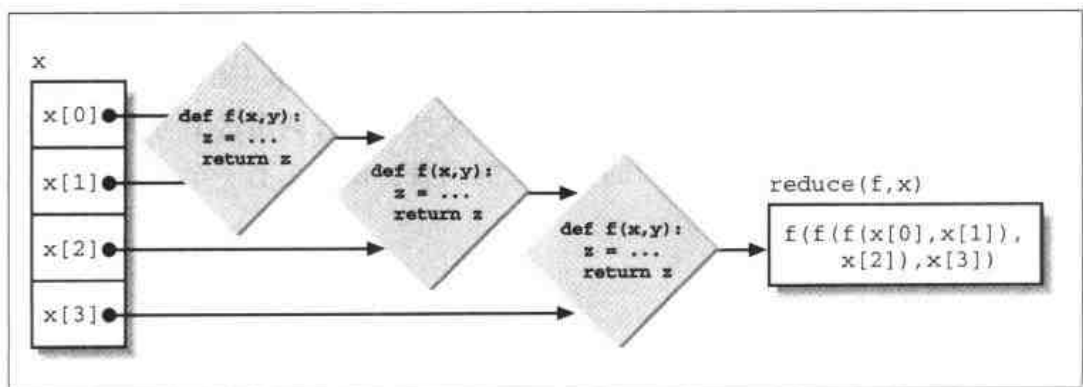 x
x[0]
x[1]
x[2]
x[3]
def f(x,y):
z = ...
return z
def f(x,y):
z = ...
return z
def f(x,y):
z = ...
return z
reduce(f,x)
f(f(f(x[0],x[1]),
x[2]),x[3])